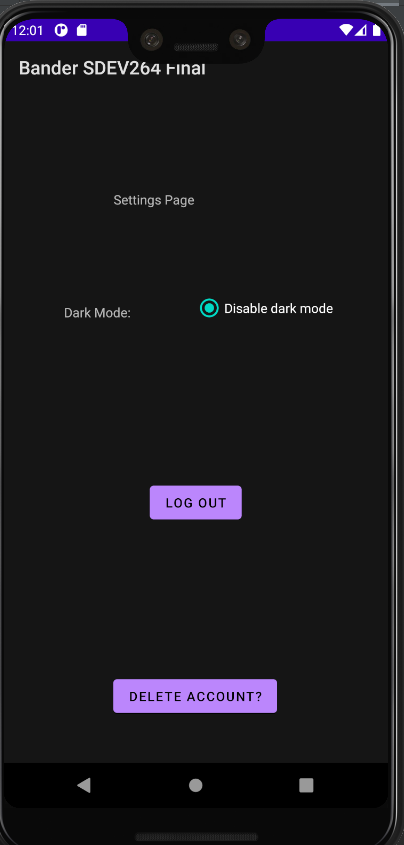 12:01
Bander SDEV264 Final
Settings Page
Dark Mode:
Disable dark mode
LOG OUT
DELETE ACCOUNT?